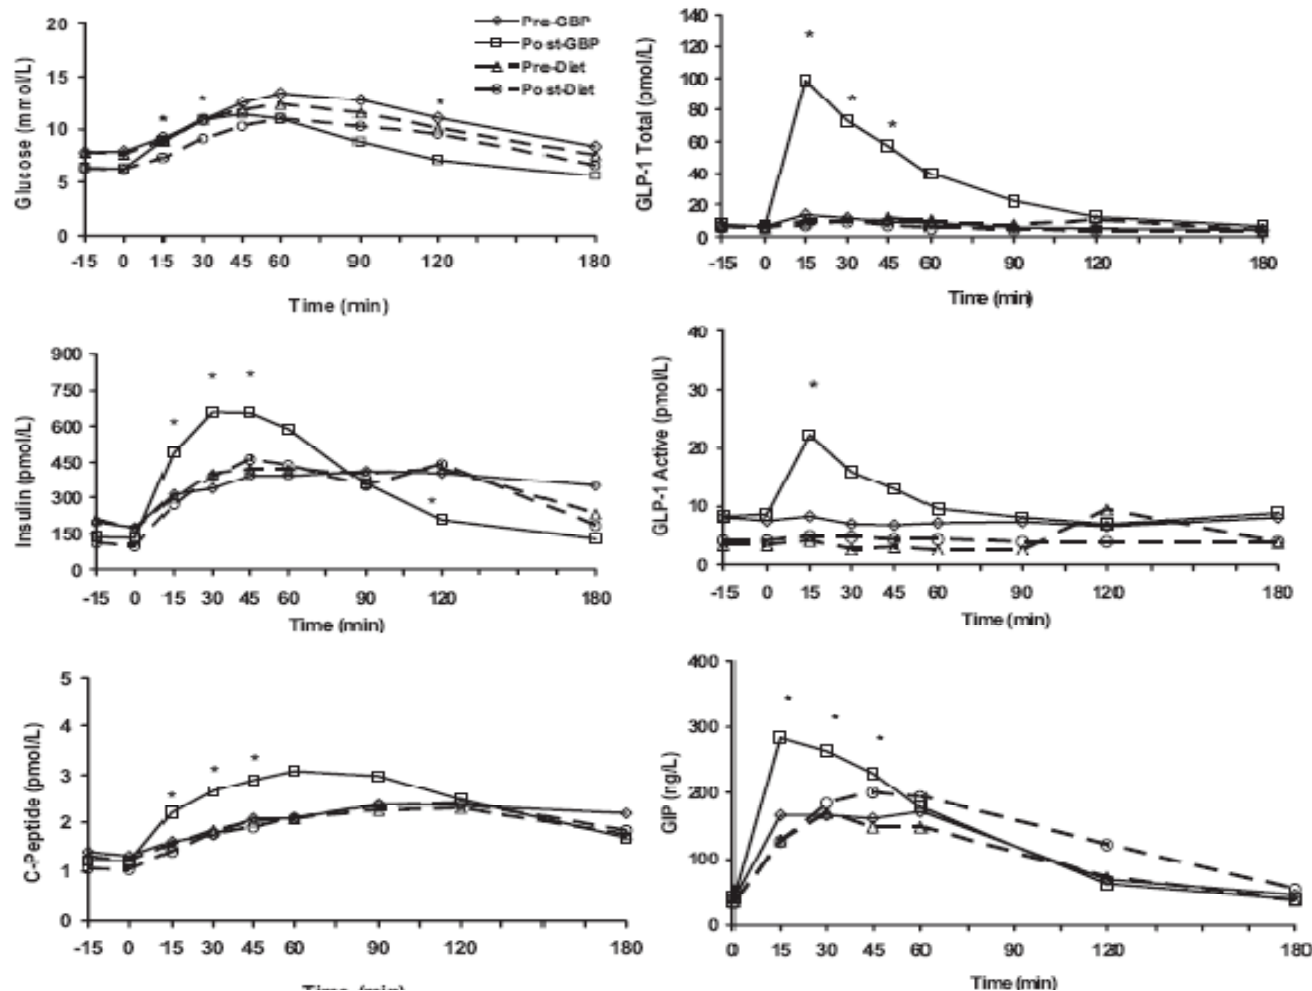 20
15
10
5
0
Glucose (mmol/L)
Pre-GBP
Post-GBP
Pre-Diet
Post-Diet
* * *
-15 0 15 30 45 60 90 120 180
Time (min)
140
120
100
80
60
40
20
0
GLP-1 Total (pmol/L)
* * *
-15 0 15 30 45 60 90 120 180
Time (min)
900
750
600
450
300
150
0
Insulin (pmol/L)
* * * *
-15 0 15 30 45 60 90 120 180
Time (min)
40
30
20
10
0
GLP-1 Active (pmol/L)
*
-15 0 15 30 45 60 90 120 180
Time (min)
5
4
3
2
1
0
C-Peptide (pmol/L)
* * *
-15 0 15 30 45 60 90 120 180
Time (min)
400
300
200
100
0
GIP (ng/L)
* * *
0 15 30 45 60 90 120 180
Time (min)